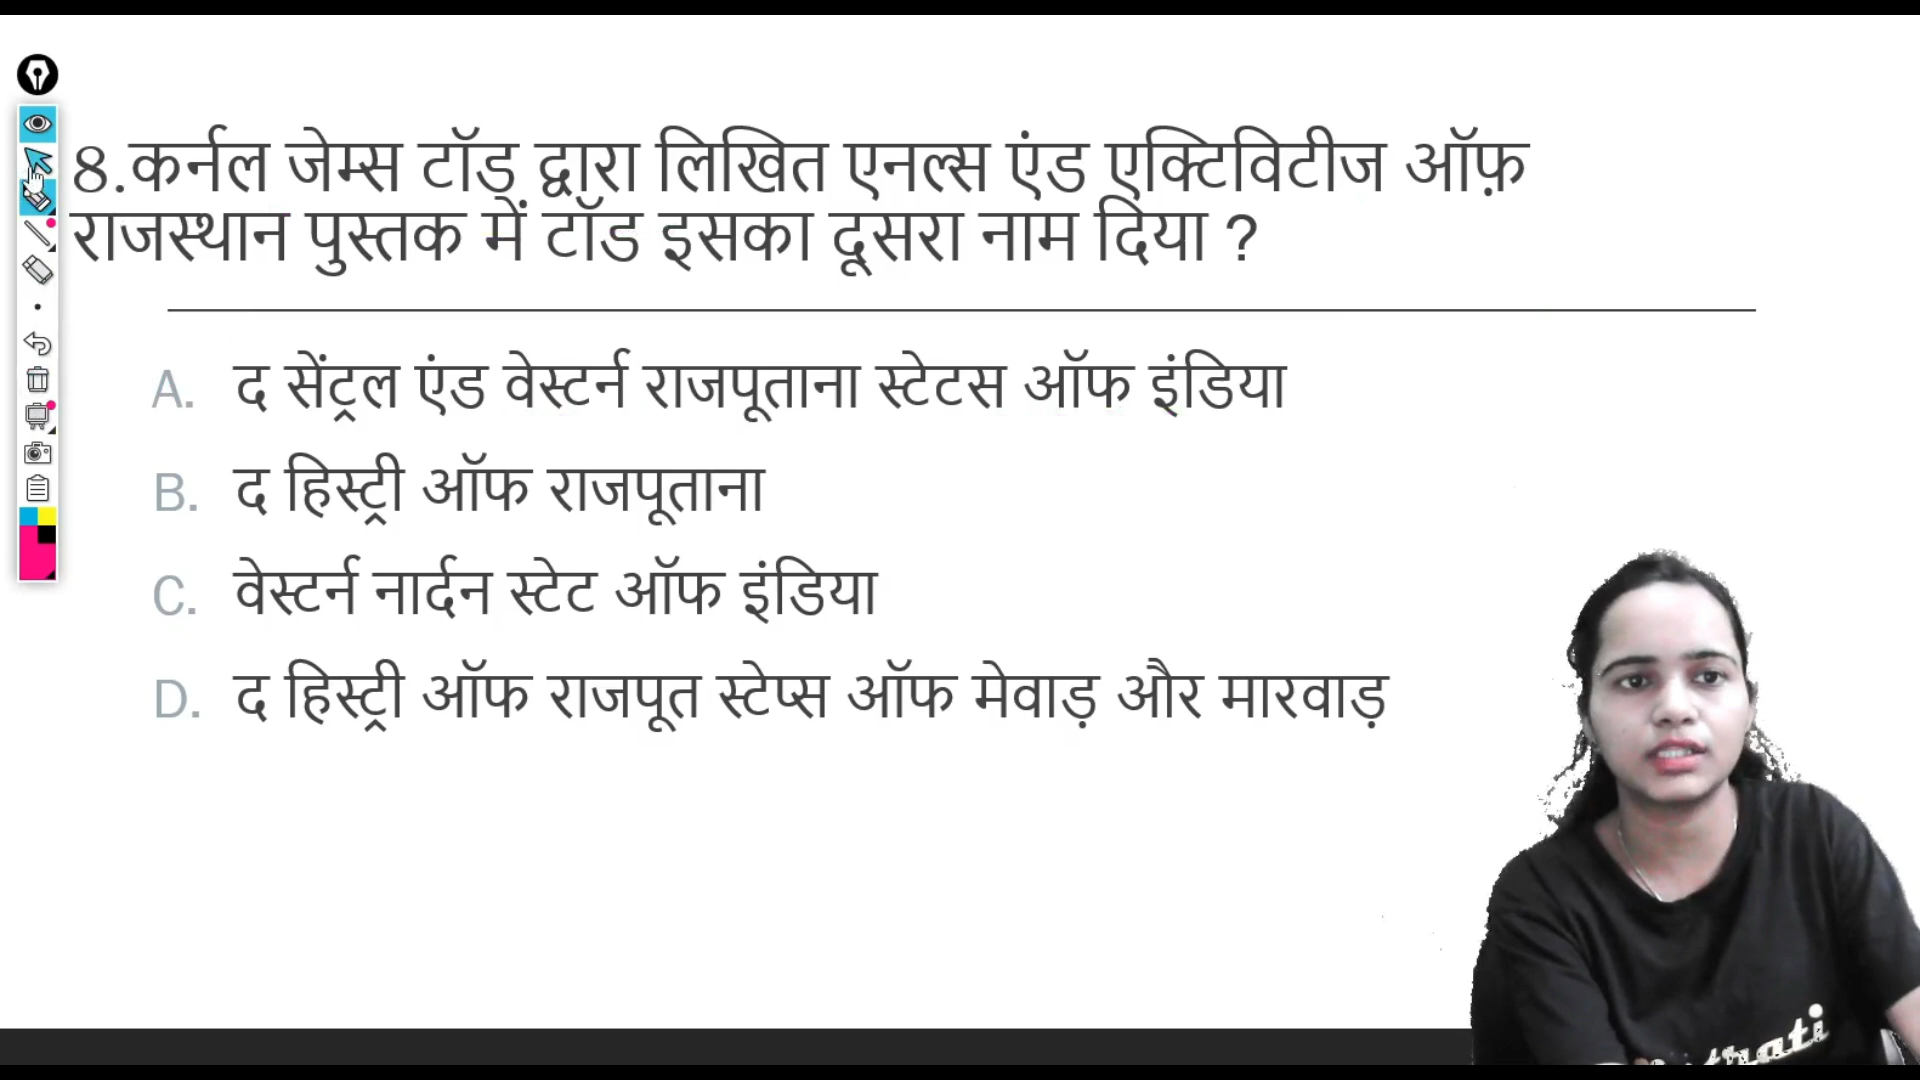 8.कर्नल जेम्स टॉड द्वारा लिखित एनल्स एंड एक्टिविटीज ऑफ़
राजस्थान पुस्तक में टॉड इसका दूसरा नाम दिया ?
A. द सेंट्रल एंड वेस्टर्न राजपूताना स्टेटस ऑफ इंडिया
B. द हिस्ट्री ऑफ राजपूताना
C. वेस्टर्न नार्दन स्टेट ऑफ इंडिया
D. द हिस्ट्री ऑफ राजपूत स्टेप्स ऑफ मेवाड़ और मारवाड़